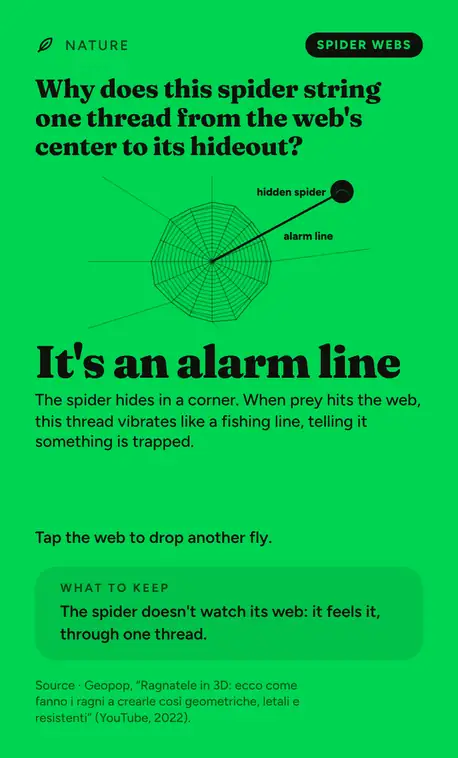 NATURE
SPIDER WEBS
Why does this spider string
one thread from the web's
center to its hideout?
hidden spider
alarm line
It's an alarm line
The spider hides in a corner. When prey hits the web,
this thread vibrates like a fishing line, telling it
something is trapped.
Tap the web to drop another fly.
WHAT TO KEEP
The spider doesn't watch its web: it feels it,
through one thread.
Source · Geopop, “Ragnatele in 3D: ecco come
fanno i ragni a crearle così geometriche, letali e
resistenti” (YouTube, 2022).